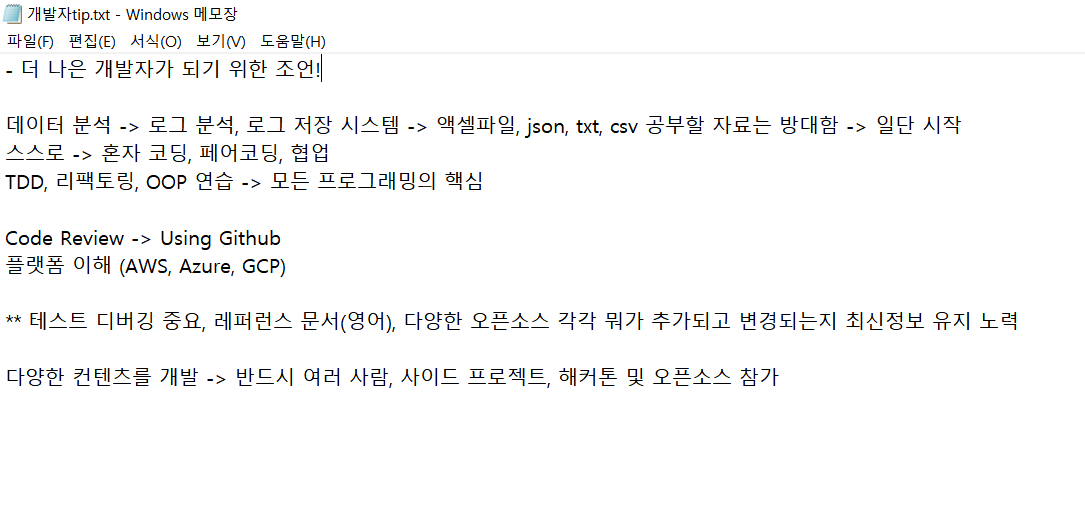 개발자tip.txt - Windows 메모장
파일(F) 편집(E) 서식(O) 보기(V) 도움말(H)
- 더 나은 개발자가 되기 위한 조언!
데이터 분석 -> 로그 분석, 로그 저장 시스템 -> 액셀파일, json, txt, csv 공부할 자료는 방대함 -> 일단 시작
스스로 -> 혼자 코딩, 페어코딩, 협업
TDD, 리팩토링, OOP 연습 -> 모든 프로그래밍의 핵심
Code Review -> Using Github
플랫폼 이해 (AWS, Azure, GCP)
** 테스트 디버깅 중요, 레퍼런스 문서(영어), 다양한 오픈소스 각각 뭐가 추가되고 변경되는지 최신정보 유지 노력
다양한 컨텐츠를 개발 -> 반드시 여러 사람, 사이드 프로젝트, 해커톤 및 오픈소스 참가